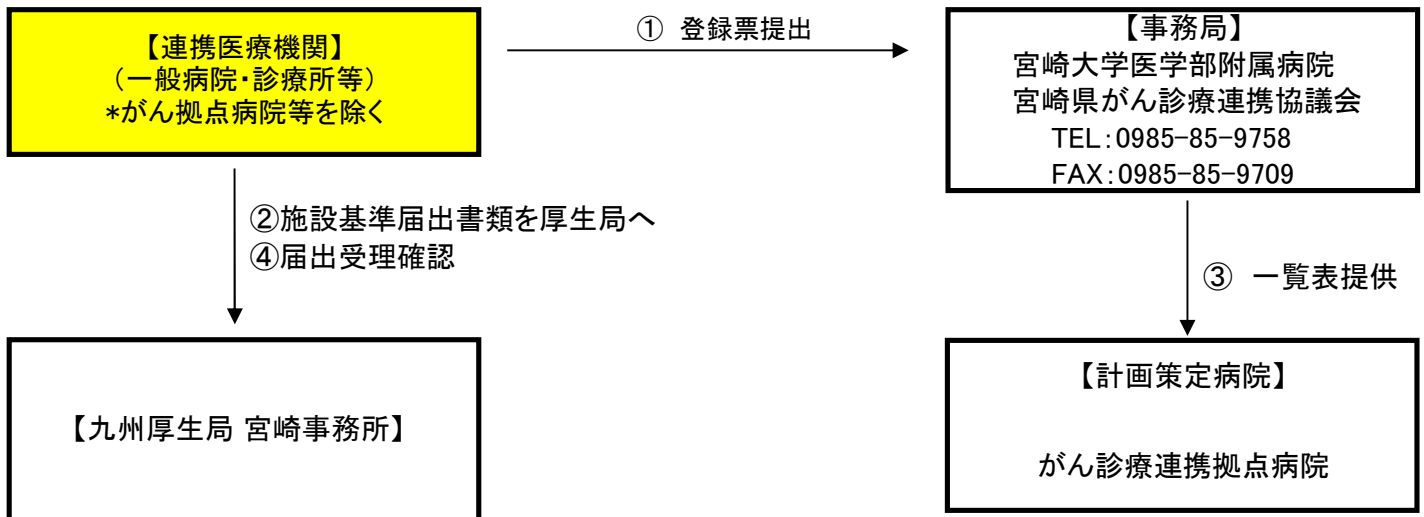 【連携医療機関】
（一般病院・診療所等）
*がん拠点病院等を除く
① 登録票提出
【事務局】
宮崎大学医学部附属病院
宮崎県がん診療連携協議会
TEL：0985-85-9758
FAX：0985-85-9709
②施設基準届出書類を厚生局へ
④届出受理確認
③ 一覧表提供
【九州厚生局 宮崎事務所】
【計画策定病院】
がん診療連携拠点病院